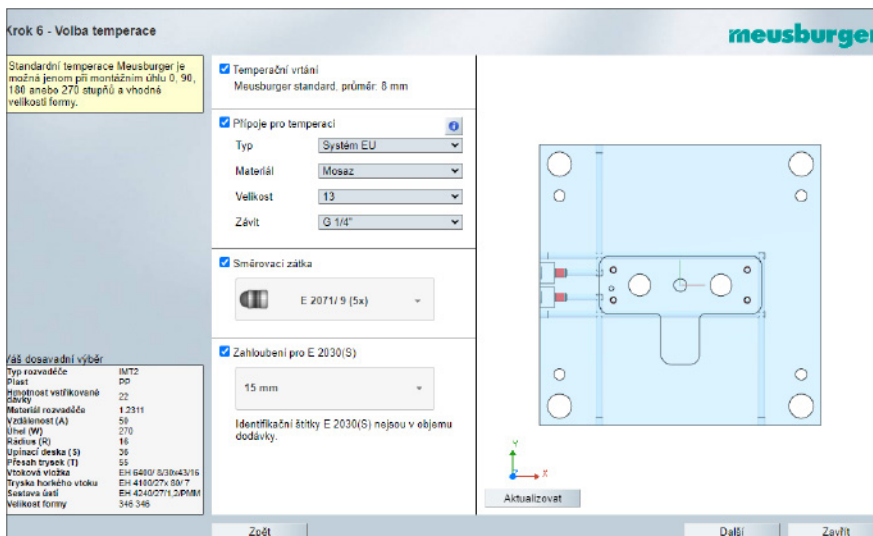 Krok 6 - Volba temperace
meusburger
Standardní temperace Meusburger je
možná jenom při montážním úhlu 0, 90,
180 anebo 270 stupňů a vhodné
velikosti formy.
Temperační vrtání
Meusburger standard, průměr: 8 mm
Přípoje pro temperaci
Typ Systém EU
Materiál Mosaz
Velikost 13
Závit G 1/4"
Směrovací zátka
E 2071/ 9 (5x)
Zahloubení pro E 2030(S)
15 mm
Identifikační štítky E 2030(S) nejsou v objemu
dodávky.
Váš dosavadní výběr
Typ rozvaděče IMT2
Plast PP
Hmotnost vstřikované
dávky 22
Materiál rozvaděče 1.2311
Vzdálenost (A) 50
Úhel (W) 270
Rádius (R) 16
Upínací deska (S) 36
Přesah trysek (T) 55
Vtoková vložka EH 6400/ 8/30x43/16
Tryska horkého vtoku EH 4100/27x 80/ 7
Sestava ústí EH 4240/27/1,2/PMM
Velikost formy 346 346
Y
X
Aktualizovat
Zpět
Další
Zavřít